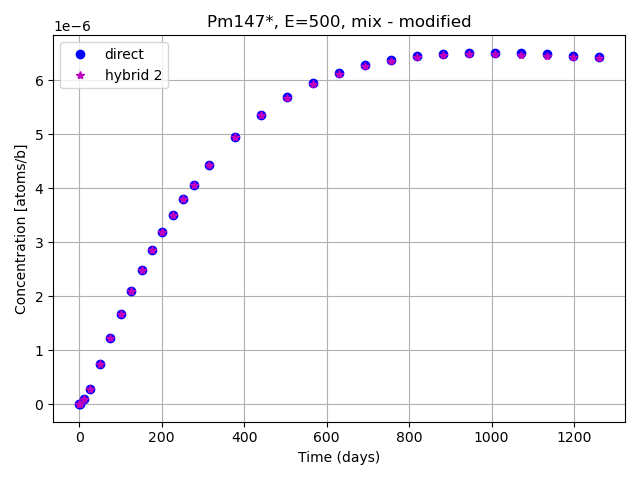 Pm147*, E=500, mix - modified
1e−6
direct
hybrid 2
6
5
4
3
2
1
0
Concentration [atoms/b]
0 200 400 600 800 1000 1200
Time (days)